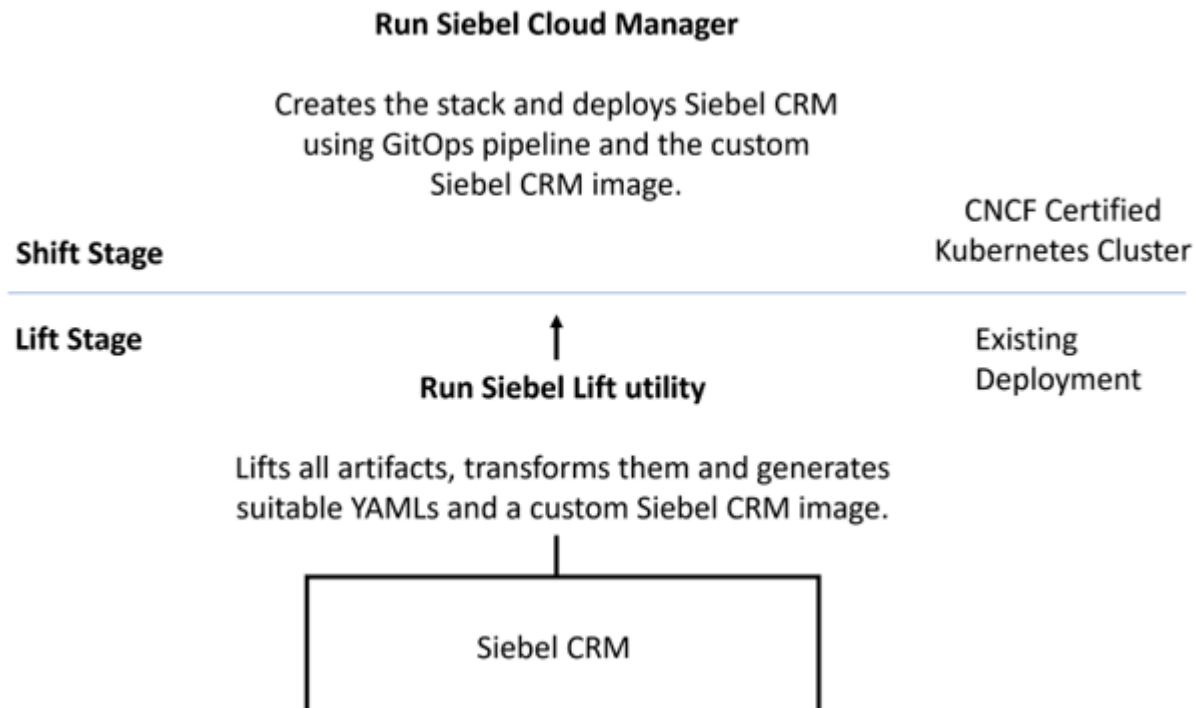 Run Siebel Cloud Manager
Creates the stack and deploys Siebel CRM
using GitOps pipeline and the custom
Siebel CRM image.
CNCF Certified
Kubernetes Cluster
Shift Stage
Lift Stage
Existing
Deployment
Run Siebel Lift utility
Lifts all artifacts, transforms them and generates
suitable YAMLs and a custom Siebel CRM image.
Siebel CRM